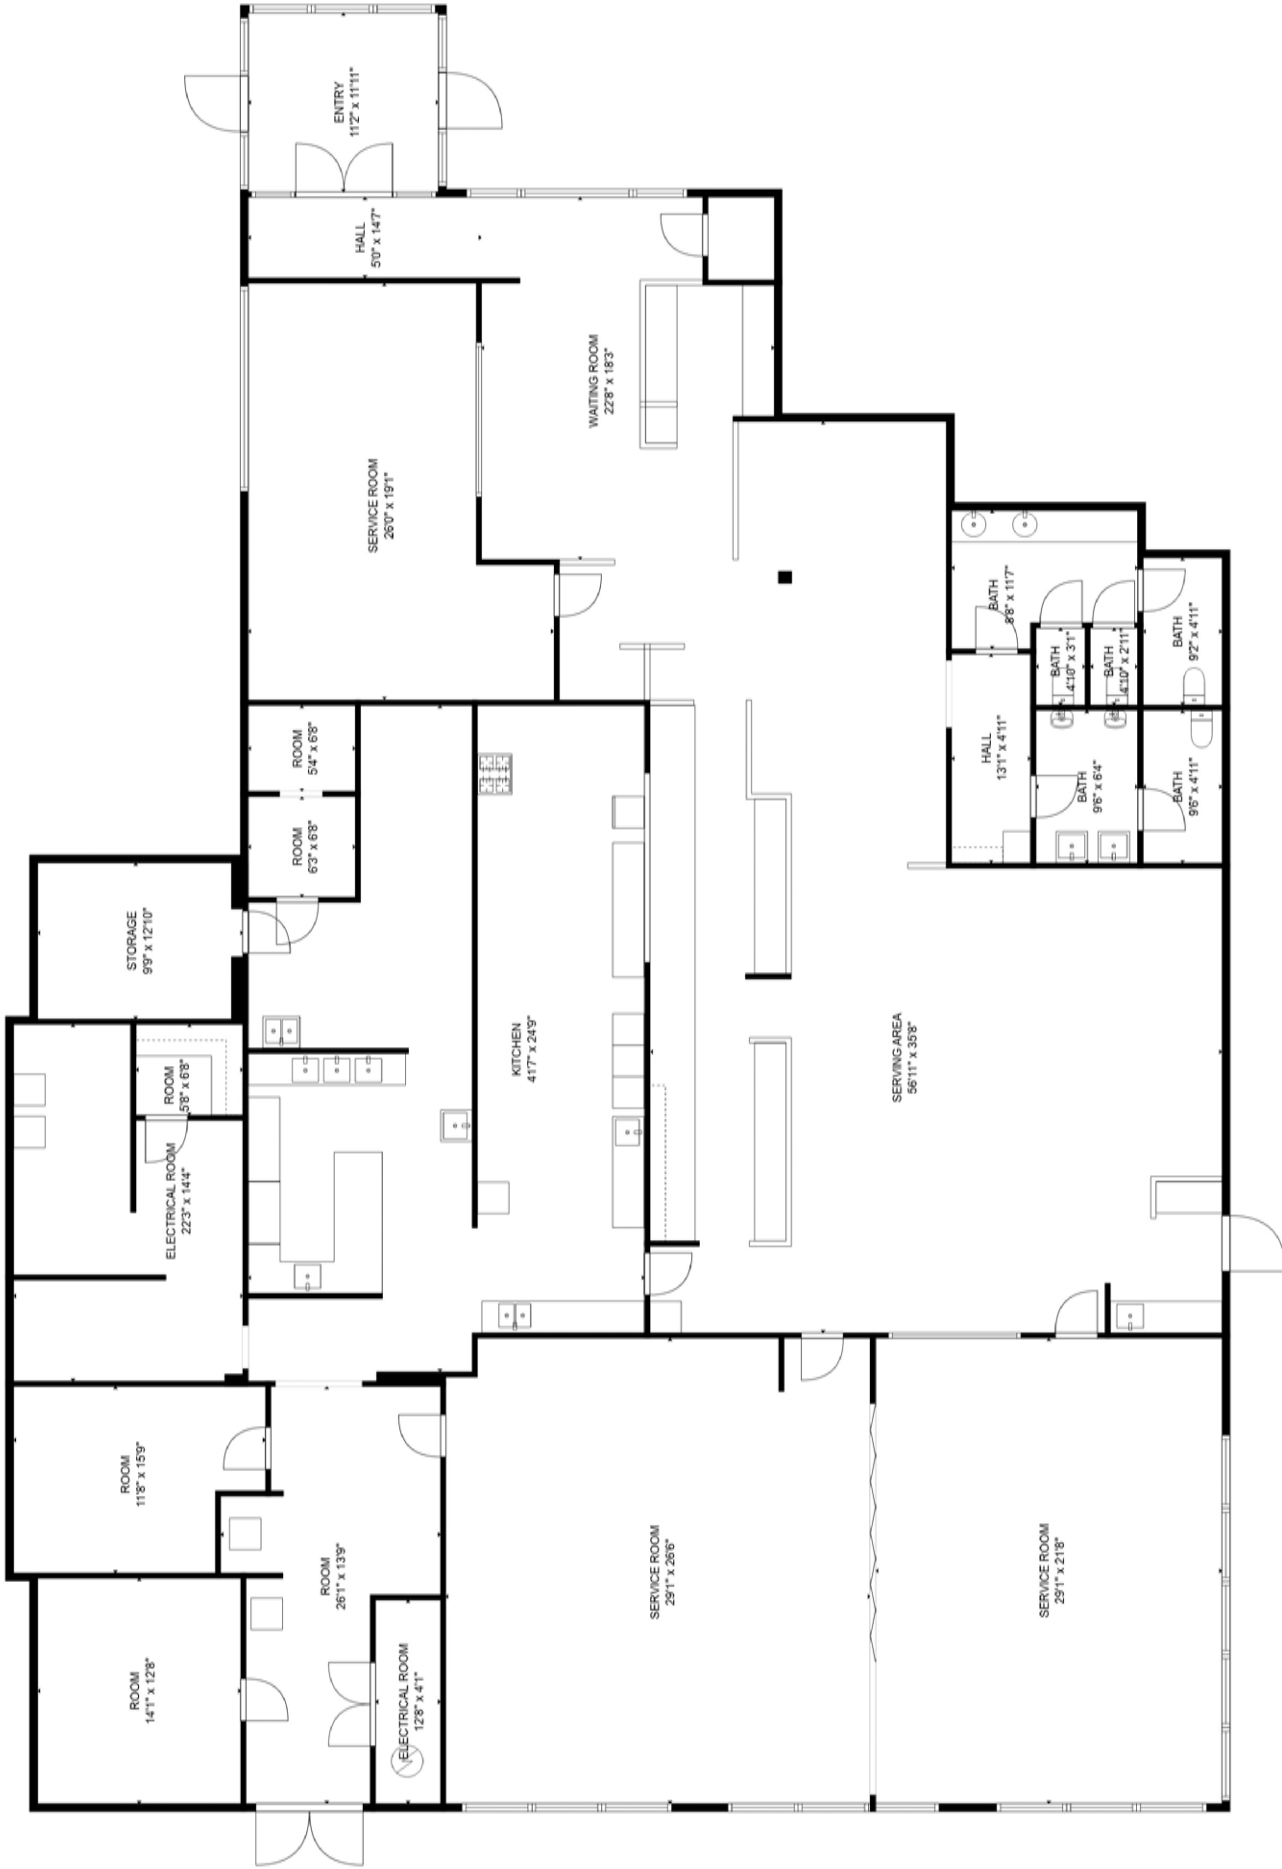 ENTRY
11'2" x 11'11"
HALL
5'0" x 14'7"
WAITING ROOM
22'8" x 18'3"
SERVICE ROOM
26'0" x 19'1"
BATH
8'8" x 11'7"
BATH
4'10" x 3'1"
BATH
4'10" x 2'11"
BATH
9'2" x 4'11"
HALL
13'1" x 4'11"
BATH
9'6" x 6'4"
BATH
9'6" x 4'11"
ROOM
5'4" x 6'8"
ROOM
6'3" x 6'8"
STORAGE
9'9" x 12'10"
KITCHEN
41'7" x 24'9"
SERVING AREA
56'11" x 35'8"
ROOM
5'8" x 6'8"
ELECTRICAL ROOM
22'3" x 14'4"
ROOM
11'8" x 15'9"
ROOM
26'1" x 13'9"
SERVICE ROOM
29'1" x 26'6"
SERVICE ROOM
29'1" x 21'8"
ROOM
14'1" x 12'8"
ELECTRICAL ROOM
12'8" x 4'1"